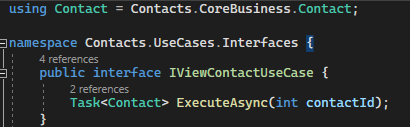 using Contact = Contacts.CoreBusiness.Contact;
namespace Contacts.UseCases.Interfaces {
4 references
public interface IViewContactUseCase {
2 references
Task<Contact> ExecuteAsync(int contactId);
}